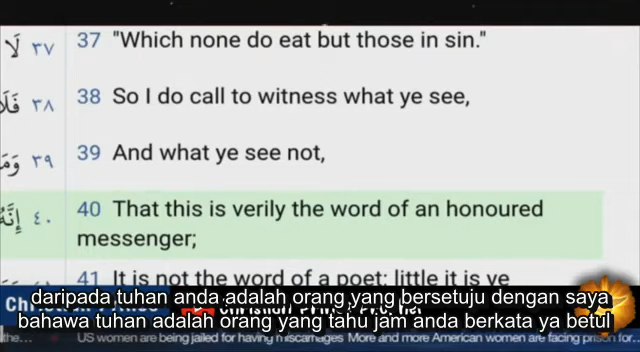 لَا ٣٧ 37 "Which none do eat but those in sin."
فَلَا ٣٨ 38 So I do call to witness what ye see,
وَمَا ٣٩ 39 And what ye see not,
إِنَّهُ ٤٠ 40 That this is verily the word of an honoured
messenger;
41 It is not the word of a poet: little it is ye
daripada tuhan anda adalah orang yang bersetuju dengan saya
bahawa tuhan adalah orang yang tahu jam anda berkata ya betul
the... US women are being jailed for having miscarriages More and more American women are facing prison for.